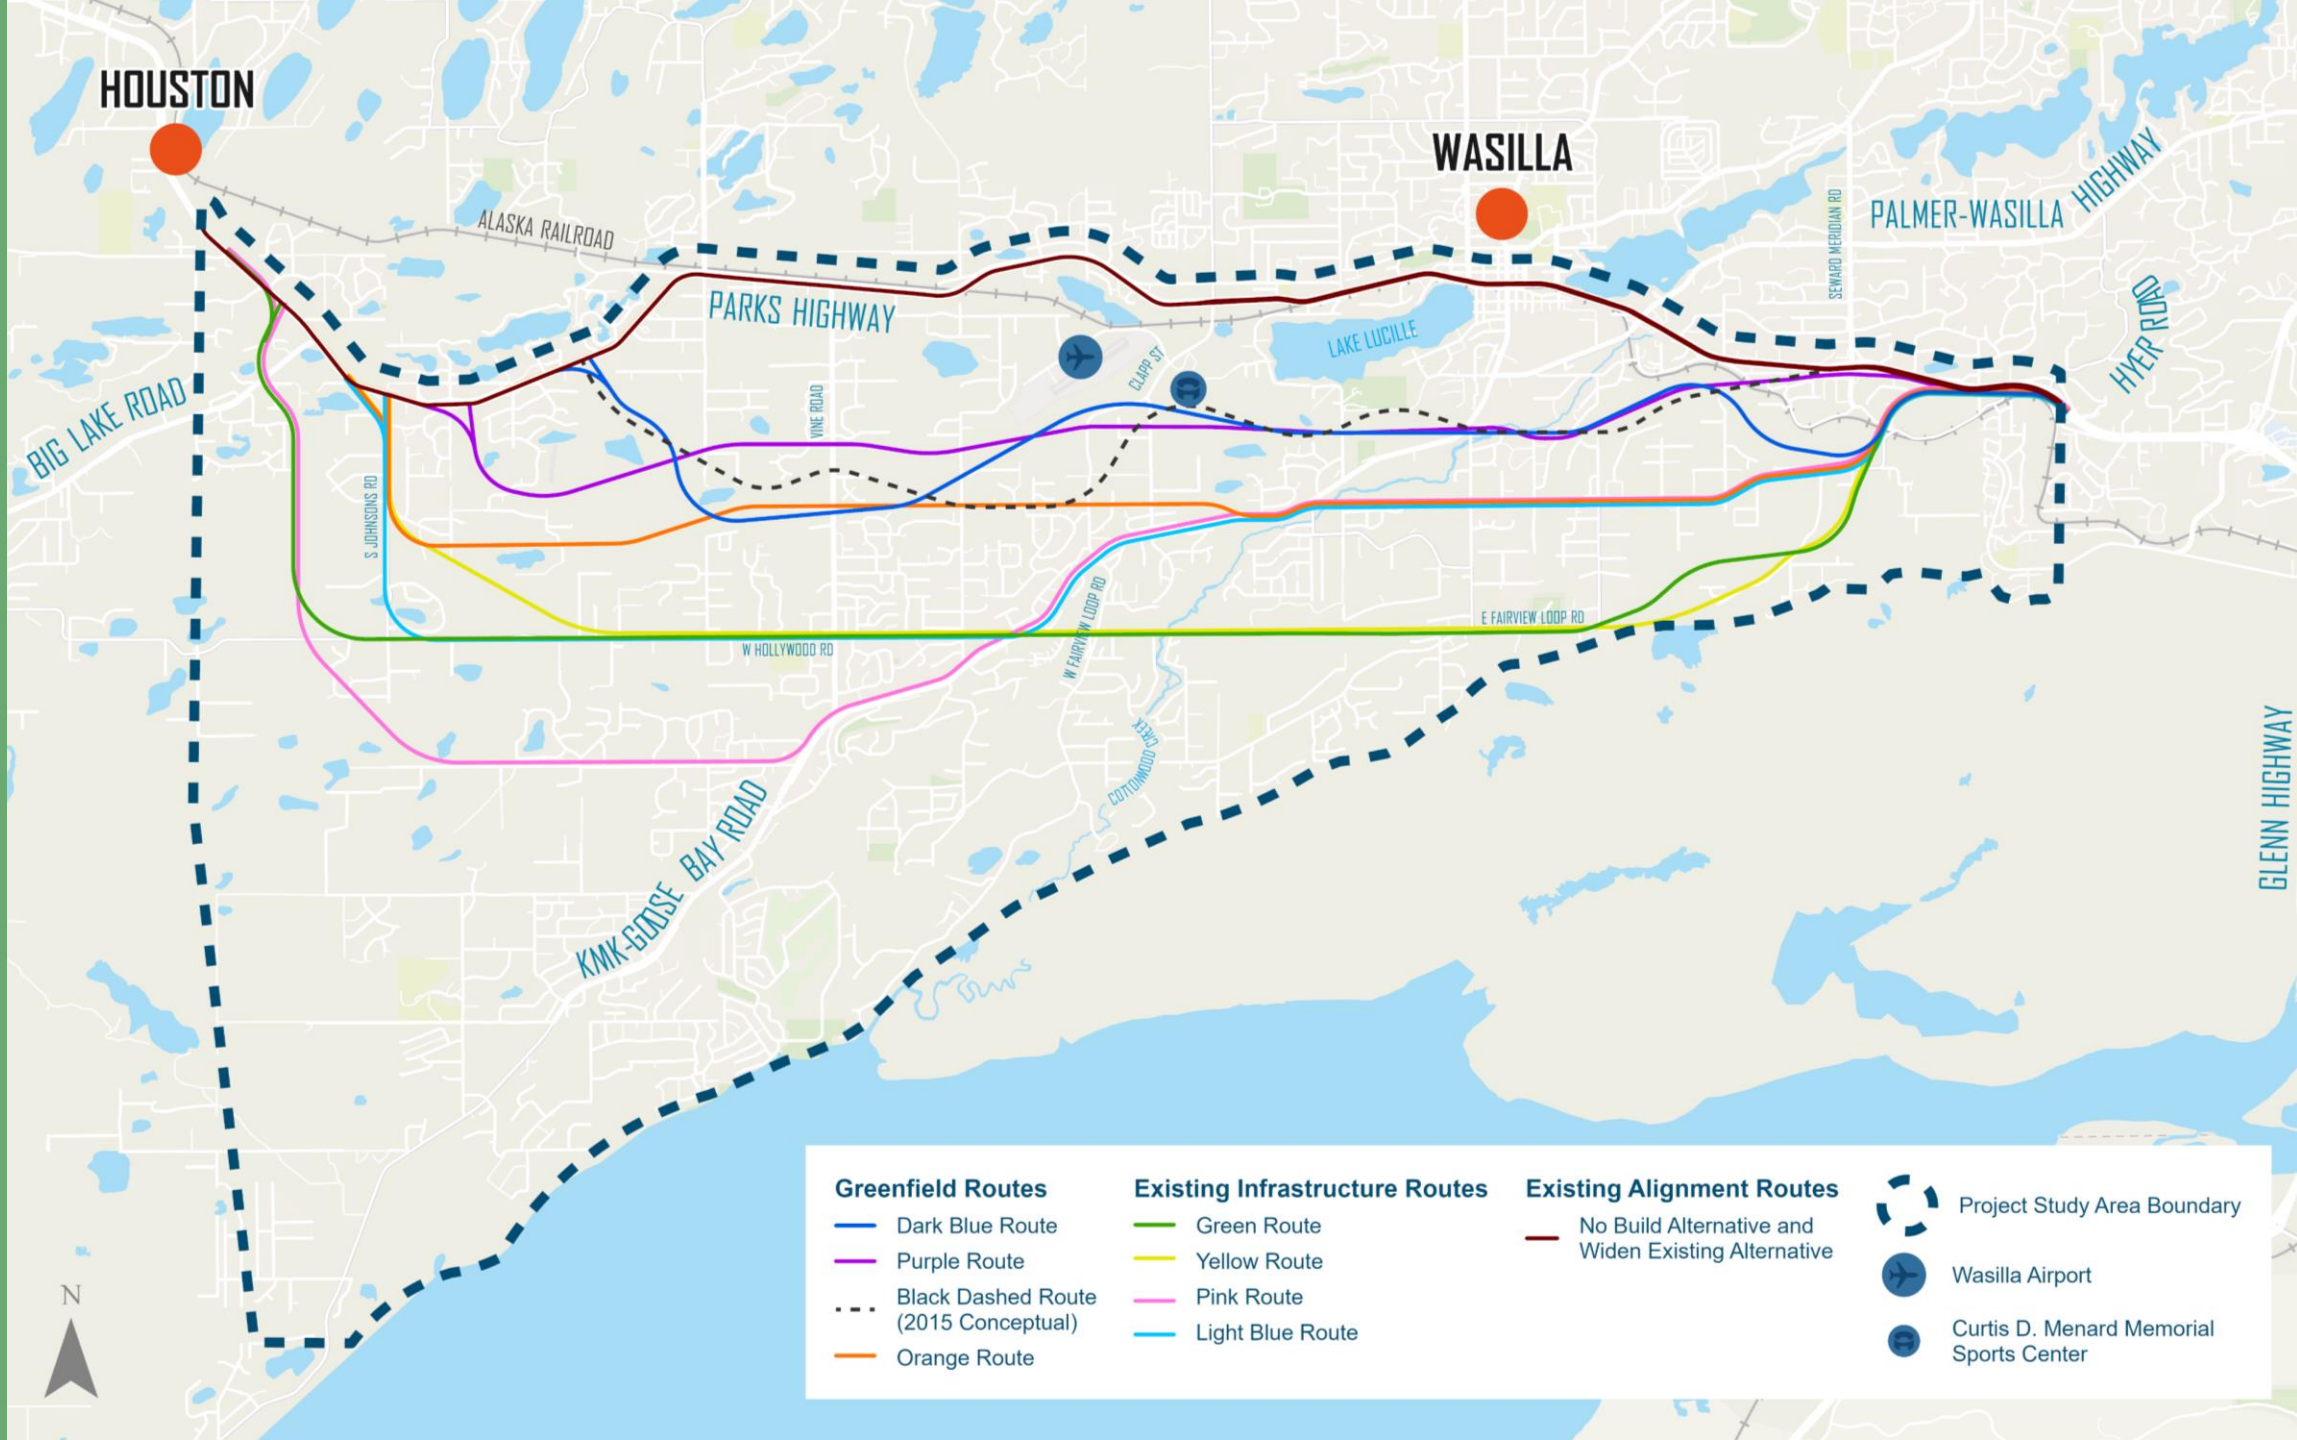 HOUSTON
WASILLA
ALASKA RAILROAD
PARKS HIGHWAY
PALMER-WASILLA HIGHWAY
SEWARD MERIDIAN RD
HYER ROAD
BIG LAKE ROAD
LAKE LUCILLE
CLAPP ST
VINE ROAD
S JOHNSONS RD
W FAIRVIEW LOOP RD
E FAIRVIEW LOOP RD
W HOLLYWOOD RD
COTTONWOOD CREEK
KMK-GOOSE BAY ROAD
GLENN HIGHWAY
N
Greenfield Routes
Dark Blue Route
Purple Route
Black Dashed Route
(2015 Conceptual)
Orange Route
Existing Infrastructure Routes
Green Route
Yellow Route
Pink Route
Light Blue Route
Existing Alignment Routes
No Build Alternative and
Widen Existing Alternative
Project Study Area Boundary
Wasilla Airport
Curtis D. Menard Memorial
Sports Center